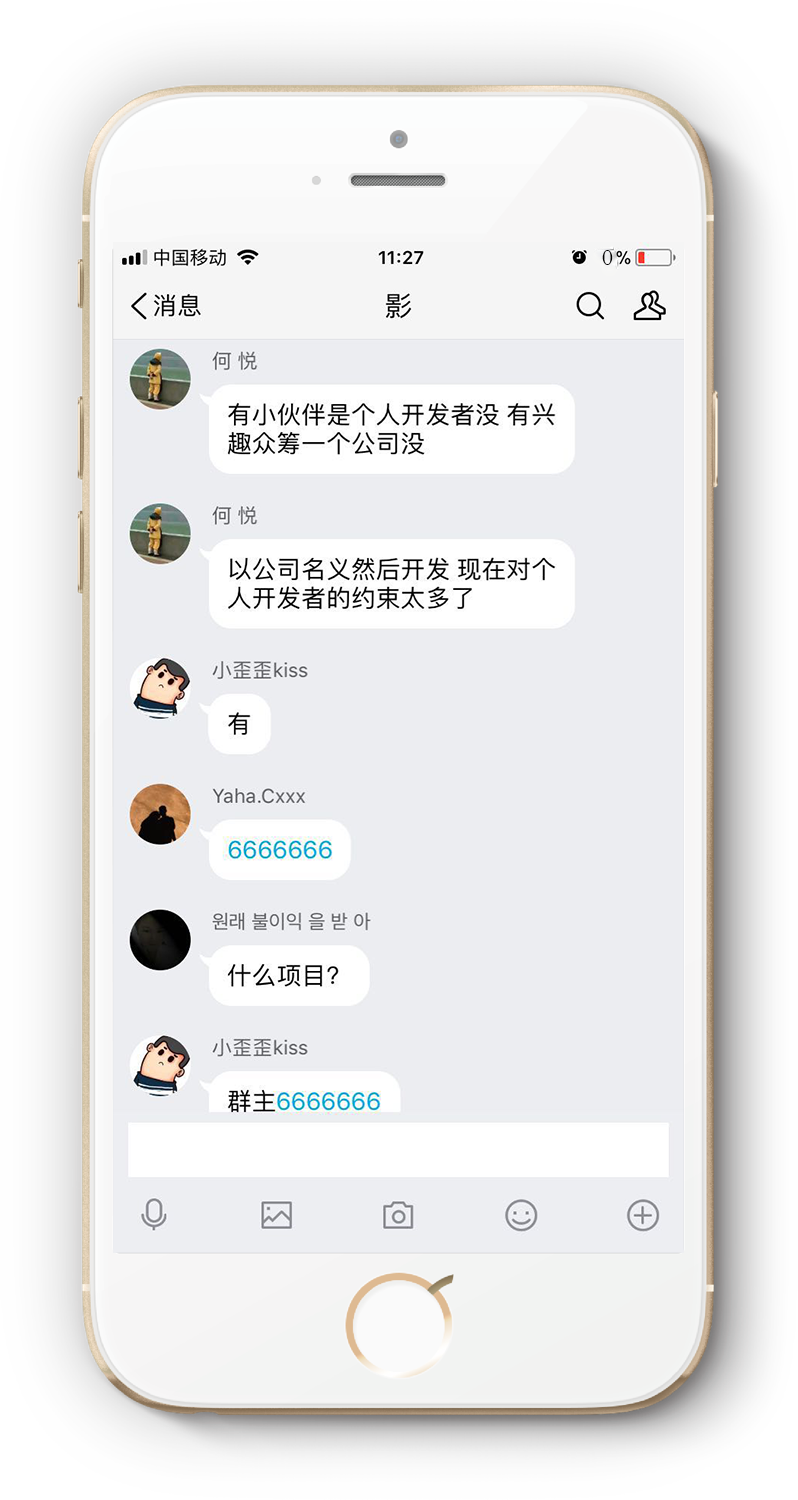 中国移动
11:27
0%
消息
影
何 悦
有小伙伴是个人开发者没 有兴
趣众筹一个公司没
何 悦
以公司名义然后开发 现在对个
人开发者的约束太多了
小歪歪kiss
有
Yaha.Cxxx
6666666
원래 불이익 을 받 아
什么项目?
小歪歪kiss
群主6666666